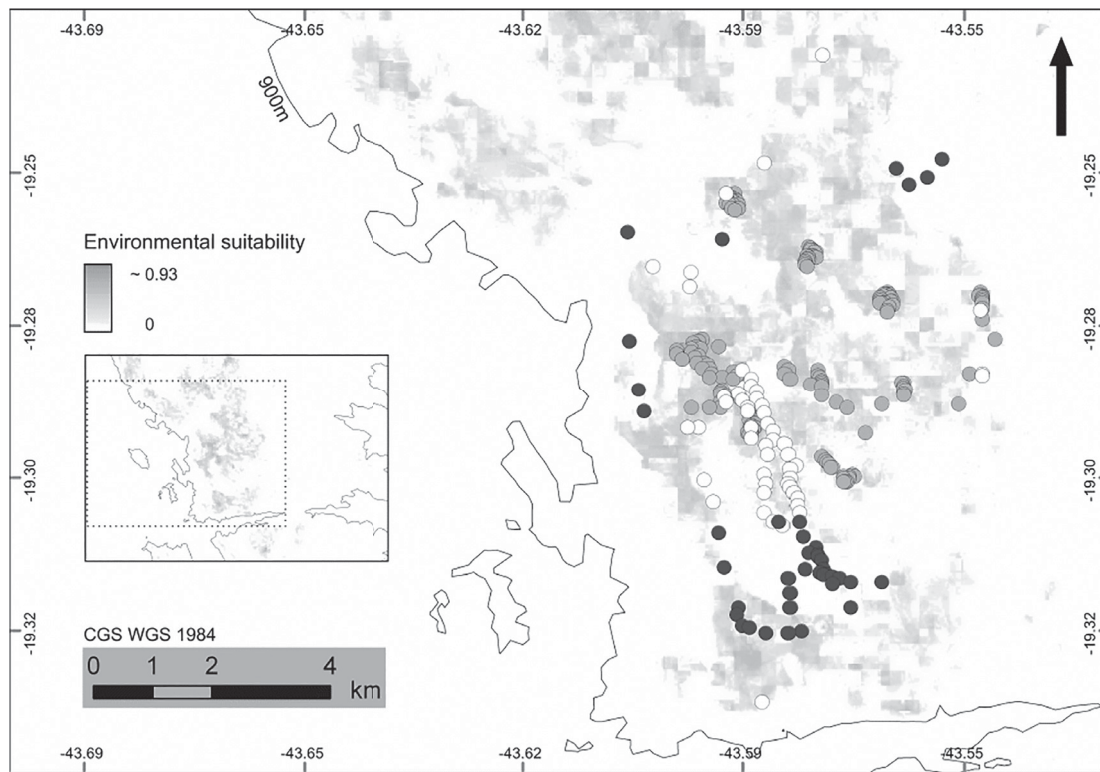 -43.69 -43.65 -43.62 -43.59 -43.55
900m
-19.25 -19.25
Environmental suitability
~ 0.93
0
-19.28 -19.28
-19.30 -19.30
CGS WGS 1984
0 1 2 4
km
-19.32 -19.32
-43.69 -43.65 -43.62 -43.59 -43.55